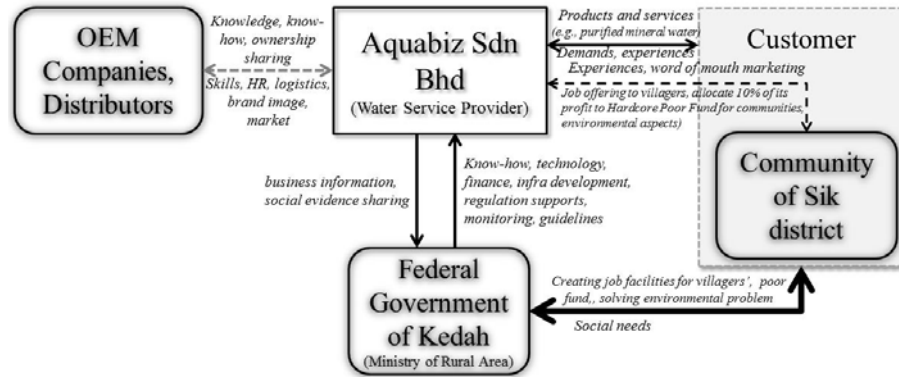 OEM
Companies,
Distributors
Knowledge, know-
how, ownership
sharing
Skills, HR, logistics,
brand image,
market
Aquabiz Sdn
Bhd
(Water Service Provider)
Products and services
(e.g., purified mineral water)
Demands, experiences
Experiences, word of mouth marketing
Job offering to villagers, allocate 10% of its
profit to Hardcore Poor Fund for communities,
environmental aspects)
Customer
Community
of Sik
district
business information,
social evidence sharing
Know-how, technology,
finance, infra development,
regulation supports,
monitoring, guidelines
Federal
Government
of Kedah
(Ministry of Rural Area)
Creating job facilities for villagers', poor
fund,, solving environmental problem
Social needs